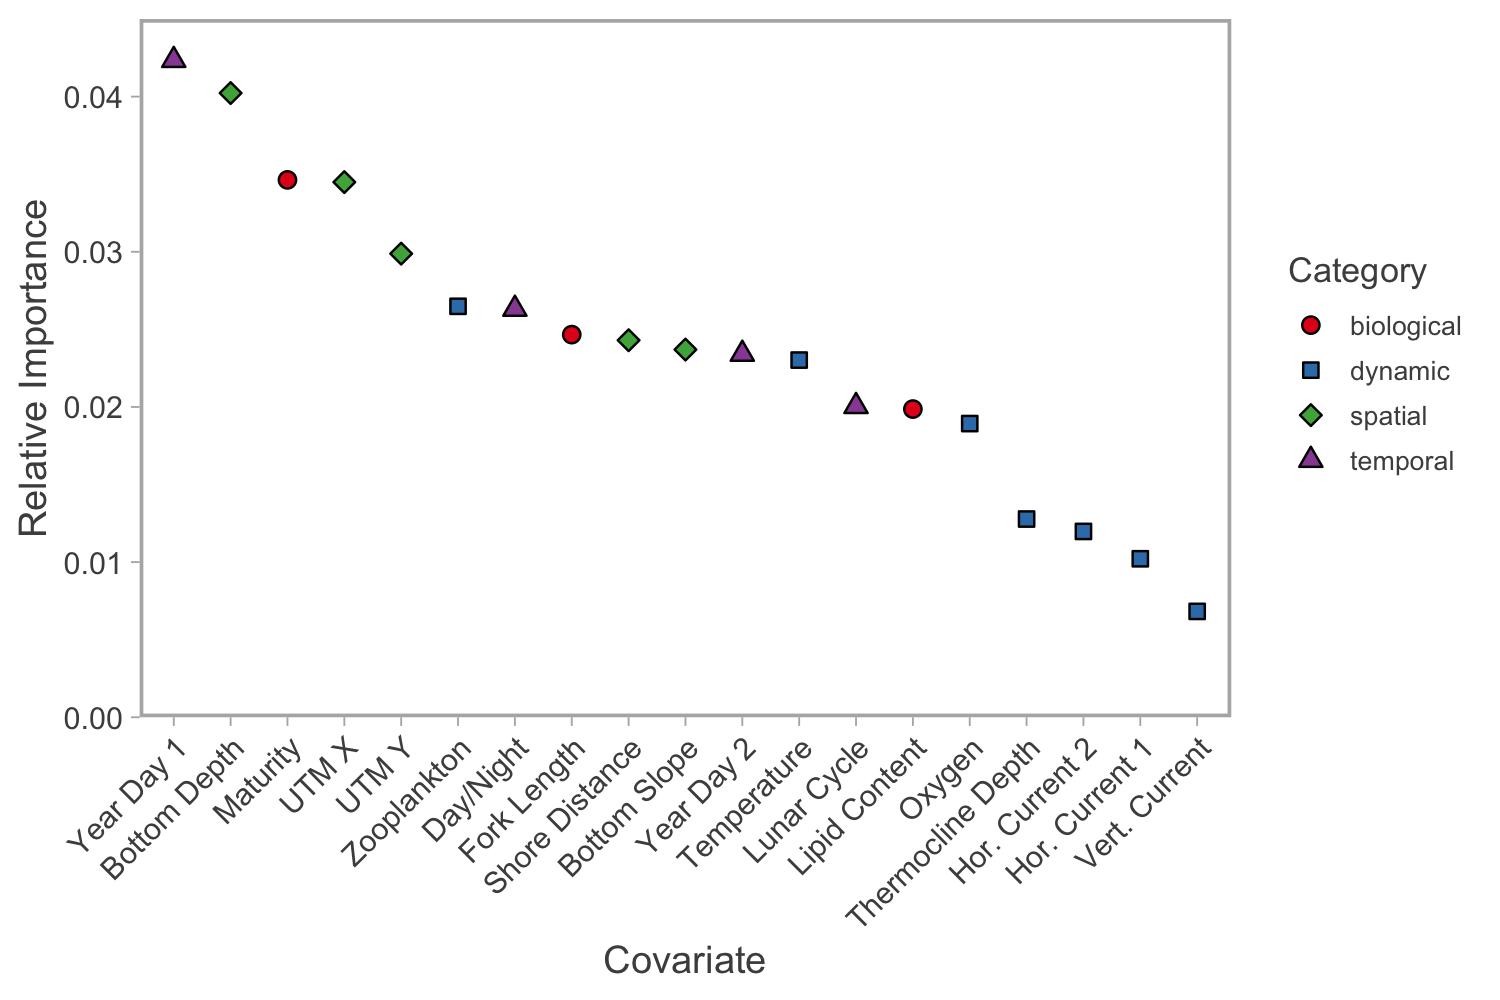 Relative Importance
0.04
0.03
0.02
0.01
0.00
Year Day 1
Bottom Depth
Maturity
UTM X
UTM Y
Zooplankton
Day/Night
Fork Length
Shore Distance
Bottom Slope
Year Day 2
Temperature
Lunar Cycle
Lipid Content
Oxygen
Thermocline Depth
Hor. Current 2
Hor. Current 1
Vert. Current
Covariate
Category
biological
dynamic
spatial
temporal